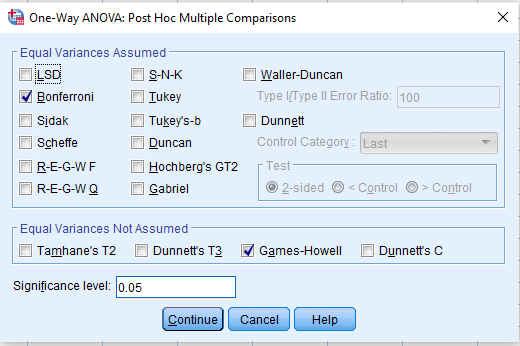 One-Way ANOVA: Post Hoc Multiple Comparisons
Equal Variances Assumed
LSD S-N-K Waller-Duncan
Bonferroni Tukey Type I/Type II Error Ratio: 100
Sidak Tukey's-b Dunnett
Scheffe Duncan Control Category : Last
R-E-G-W F Hochberg's GT2 Test
R-E-G-W Q Gabriel 2-sided < Control > Control
Equal Variances Not Assumed
Tamhane's T2 Dunnett's T3 Games-Howell Dunnett's C
Significance level: 0.05
Continue Cancel Help